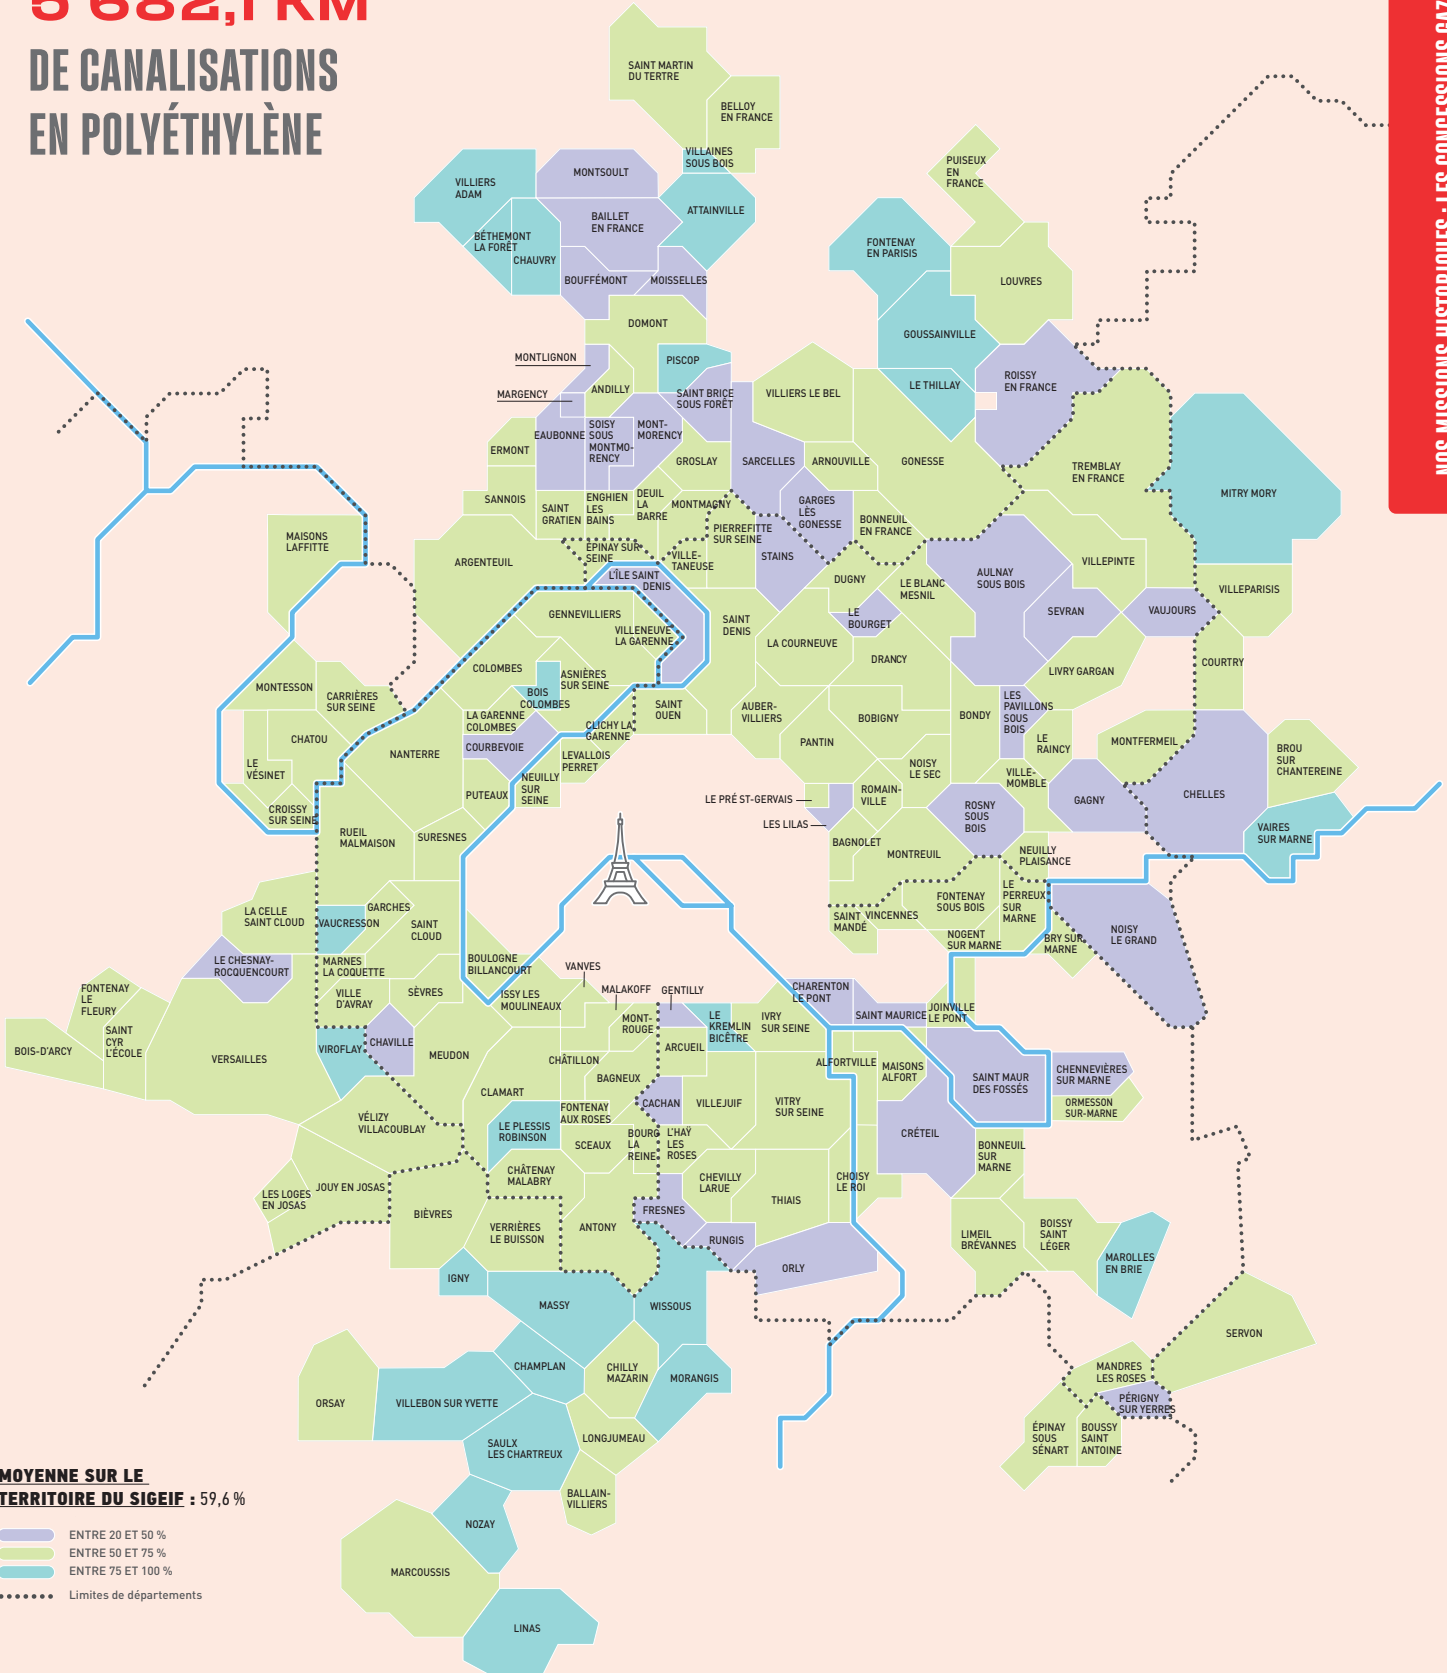 5 682,1 KM
DE CANALISATIONS
EN POLYÉTHYLÈNE
NOS MISSIONS HISTORIQUES : LES CONCESSIONS GAZ
SAINT MARTIN
DU TERTRE
BELLOY
EN FRANCE
VILLAINES
SOUS BOIS
MONTSOULT
VILLIERS
ADAM
ATTAINVILLE
BAILLET
EN FRANCE
BÉTHEMONT
LA FORÊT
CHAUVRY
BOUFFÉMONT
MOISSELLES
PUISEUX
EN
FRANCE
FONTENAY
EN PARISIS
LOUVRES
GOUSSAINVILLE
DOMONT
MONTLIGNON
PISCOP
MARGENCY
ANDILLY
SAINT BRICE
SOUS FORÊT
VILLIERS LE BEL
LE THILLAY
ROISSY
EN FRANCE
EAUBONNE
SOISY
SOUS
MONTMO-
RENCY
MONT-
MORENCY
ERMONT
GROSLAY
SARCELLES
ARNOUVILLE
GONESSE
TREMBLAY
EN FRANCE
MITRY MORY
SANNOIS
SAINT
GRATIEN
ENGHIEN
LES
BAINS
DEUIL
LA
BARRE
MONTMAGNY
GARGES
LÈS
GONESSE
BONNEUIL
EN FRANCE
MAISONS
LAFFITTE
ARGENTEUIL
ÉPINAY SUR
SEINE
VILLE-
TANEUSE
PIERREFITTE
SUR SEINE
STAINS
L'ÎLE SAINT
DENIS
DUGNY
LE BLANC
MESNIL
AULNAY
SOUS BOIS
VILLEPINTE
VILLEPARISIS
SEVRAN
VAUJOURS
GENNEVILLIERS
VILLENEUVE
LA GARENNE
SAINT
DENIS
LE
BOURGET
LA COURNEUVE
DRANCY
LIVRY GARGAN
COURTRY
COLOMBES
ASNIÈRES
SUR SEINE
BOIS
COLOMBES
MONTESSON
CARRIÈRES
SUR SEINE
LA GARENNE
COLOMBES
CLICHY LA
GARENNE
SAINT
OUEN
AUBER-
VILLIERS
BOBIGNY
BONDY
LES
PAVILLONS
SOUS
BOIS
LE
RAINCY
MONTFERMEIL
BROU
SUR
CHANTEREINE
CHATOU
NANTERRE
COURBEVOIE
LEVALLOIS
PERRET
PANTIN
LE
VÉSINET
PUTEAUX
NEUILLY
SUR
SEINE
NOISY
LE SEC
VILLE-
MOMBLE
GAGNY
CHELLES
CROISSY
SUR SEINE
LE PRÉ ST-GERVAIS
LES LILAS
ROMAIN-
VILLE
ROSNY
SOUS
BOIS
VAIRES
SUR MARNE
RUEIL
MALMAISON
SURESNES
BAGNOLET
MONTREUIL
NEUILLY
PLAISANCE
LA CELLE
SAINT CLOUD
VAUCRESSON
GARCHES
SAINT
CLOUD
SAINT
MANDÉ
VINCENNES
FONTENAY
SOUS BOIS
LE
PERREUX
SUR
MARNE
NOGENT
SUR MARNE
BRY SUR
MARNE
NOISY
LE GRAND
LE CHESNAY-
ROCQUENCOURT
MARNES
LA COQUETTE
BOULOGNE
BILLANCOURT
VANVES
MALAKOFF
GENTILLY
CHARENTON
LE PONT
FONTENAY
LE
FLEURY
VILLE
D'AVRAY
SÈVRES
ISSY LES
MOULINEAUX
MONT-
ROUGE
LE
KREMLIN
BICÊTRE
IVRY
SUR SEINE
SAINT MAURICE
JOINVILLE
LE PONT
BOIS-D'ARCY
SAINT
CYR
L'ÉCOLE
VERSAILLES
VIROFLAY
CHAVILLE
MEUDON
CHÂTILLON
ARCUEIL
ALFORTVILLE
MAISONS
ALFORT
SAINT MAUR
DES FOSSÉS
CHENNEVIÈRES
SUR MARNE
CLAMART
BAGNEUX
CACHAN
VILLEJUIF
VITRY
SUR SEINE
ORMESSON
SUR-MARNE
VÉLIZY
VILLACOUBLAY
LE PLESSIS
ROBINSON
FONTENAY
AUX ROSES
SCEAUX
BOURG
LA
REINE
L'HAŸ
LES
ROSES
CRÉTEIL
BONNEUIL
SUR
MARNE
CHÂTENAY
MALABRY
CHEVILLY
LARUE
THIAIS
CHOISY
LE ROI
LES LOGES
EN JOSAS
JOUY EN JOSAS
BIÈVRES
VERRIÈRES
LE BUISSON
ANTONY
FRESNES
RUNGIS
ORLY
LIMEIL
BRÉVANNES
BOISSY
SAINT
LÉGER
MAROLLES
EN BRIE
IGNY
MASSY
WISSOUS
SERVON
CHAMPLAN
CHILLY
MAZARIN
MORANGIS
MANDRES
LES ROSES
PÉRIGNY
SUR YERRES
ORSAY
VILLEBON SUR YVETTE
SAULX
LES CHARTREUX
LONGJUMEAU
ÉPINAY
SOUS
SÉNART
BOUSSY
SAINT
ANTOINE
BALLAIN-
VILLIERS
NOZAY
MARCOUSSIS
LINAS
MOYENNE SUR LE
TERRITOIRE DU SIGEIF : 59,6 %
ENTRE 20 ET 50 %
ENTRE 50 ET 75 %
ENTRE 75 ET 100 %
Limites de départements